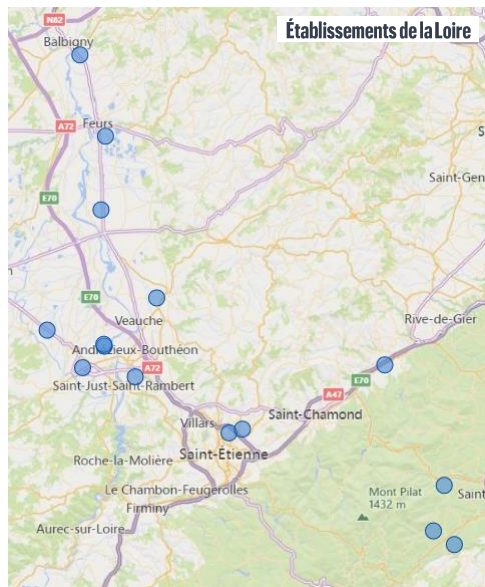 Établissements de la Loire
N82
Balbigny
A72
Feurs
S
Saint-Gen
E70
n
E70
Veauche
Rive-de-Gier
Andrézieux-Bouthéon
A72
E70
Saint-Just-Saint-Rambert
A47
Saint-Chamond
Villars
Saint-Étienne
Roche-la-Molière
Le Chambon-Feugerolles
Mont Pilat
1432 m
Saint
Firminy
Aurec-sur-Loire